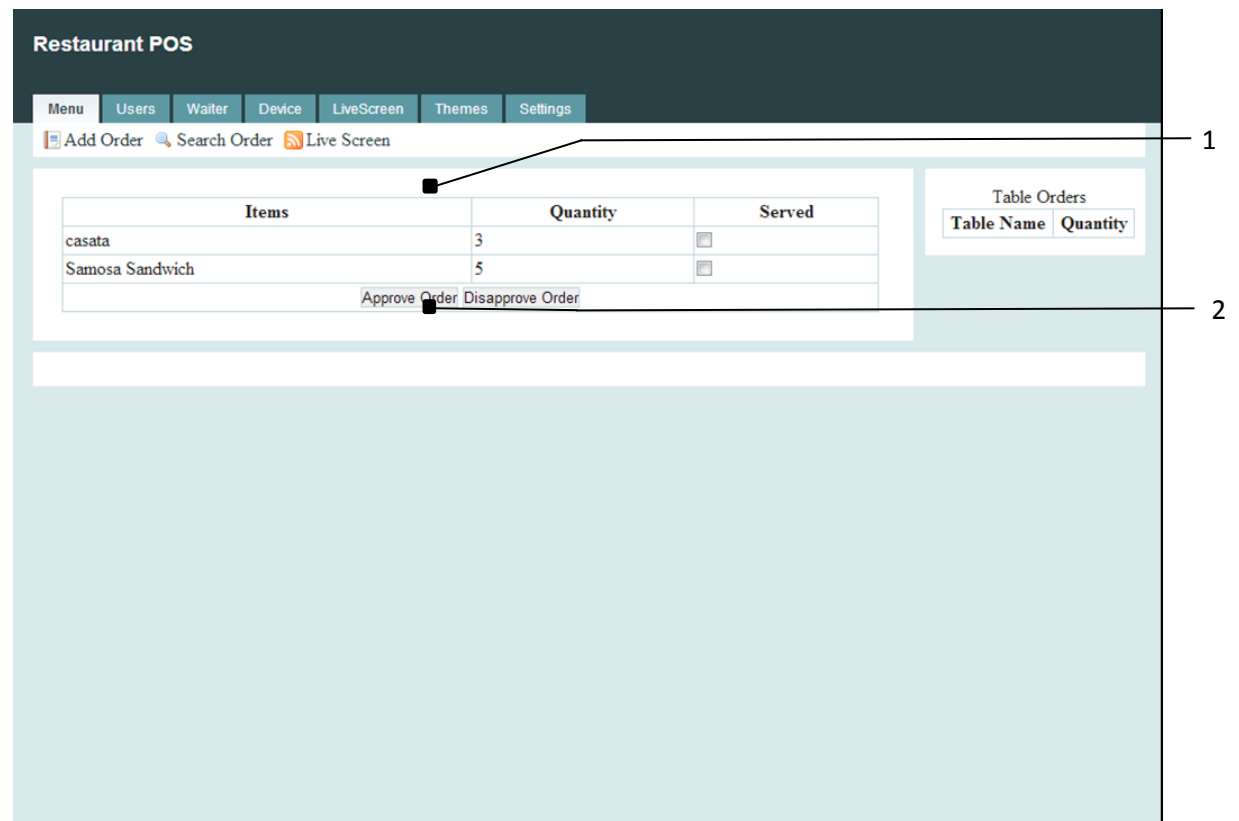 Restaurant POS
Menu Users Waiter Device LiveScreen Themes Settings
Add Order Search Order Live Screen
1
Items Quantity Served
casata 3
Samosa Sandwich 5
Approve Order Disapprove Order
Table Orders
Table Name Quantity
2